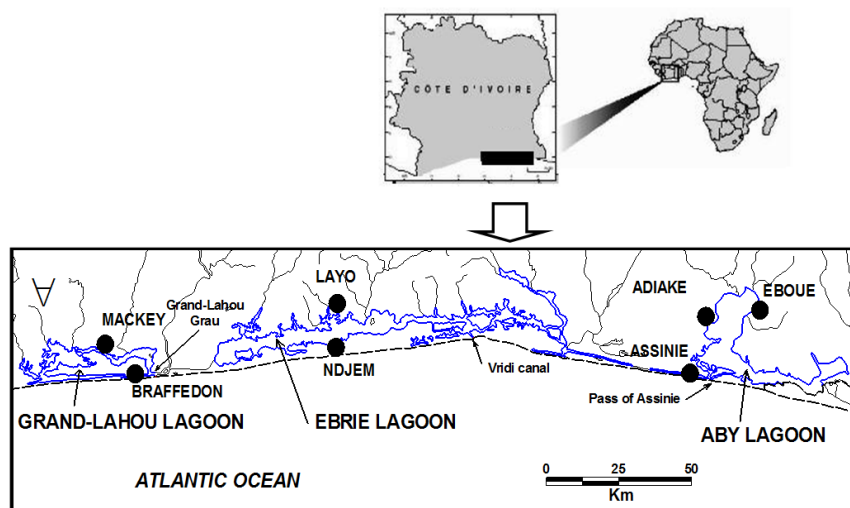 CÔTE D'IVOIRE
LAYO
ADIAKE
EBOUE
Grand-Lahou
Grau
MACKEY
ASSINIE
NDJEM
Vridi canal
BRAFFEDON
Pass of Assinie
GRAND-LAHOU LAGOON
EBRIE LAGOON
ABY LAGOON
ATLANTIC OCEAN
0 25 50
Km